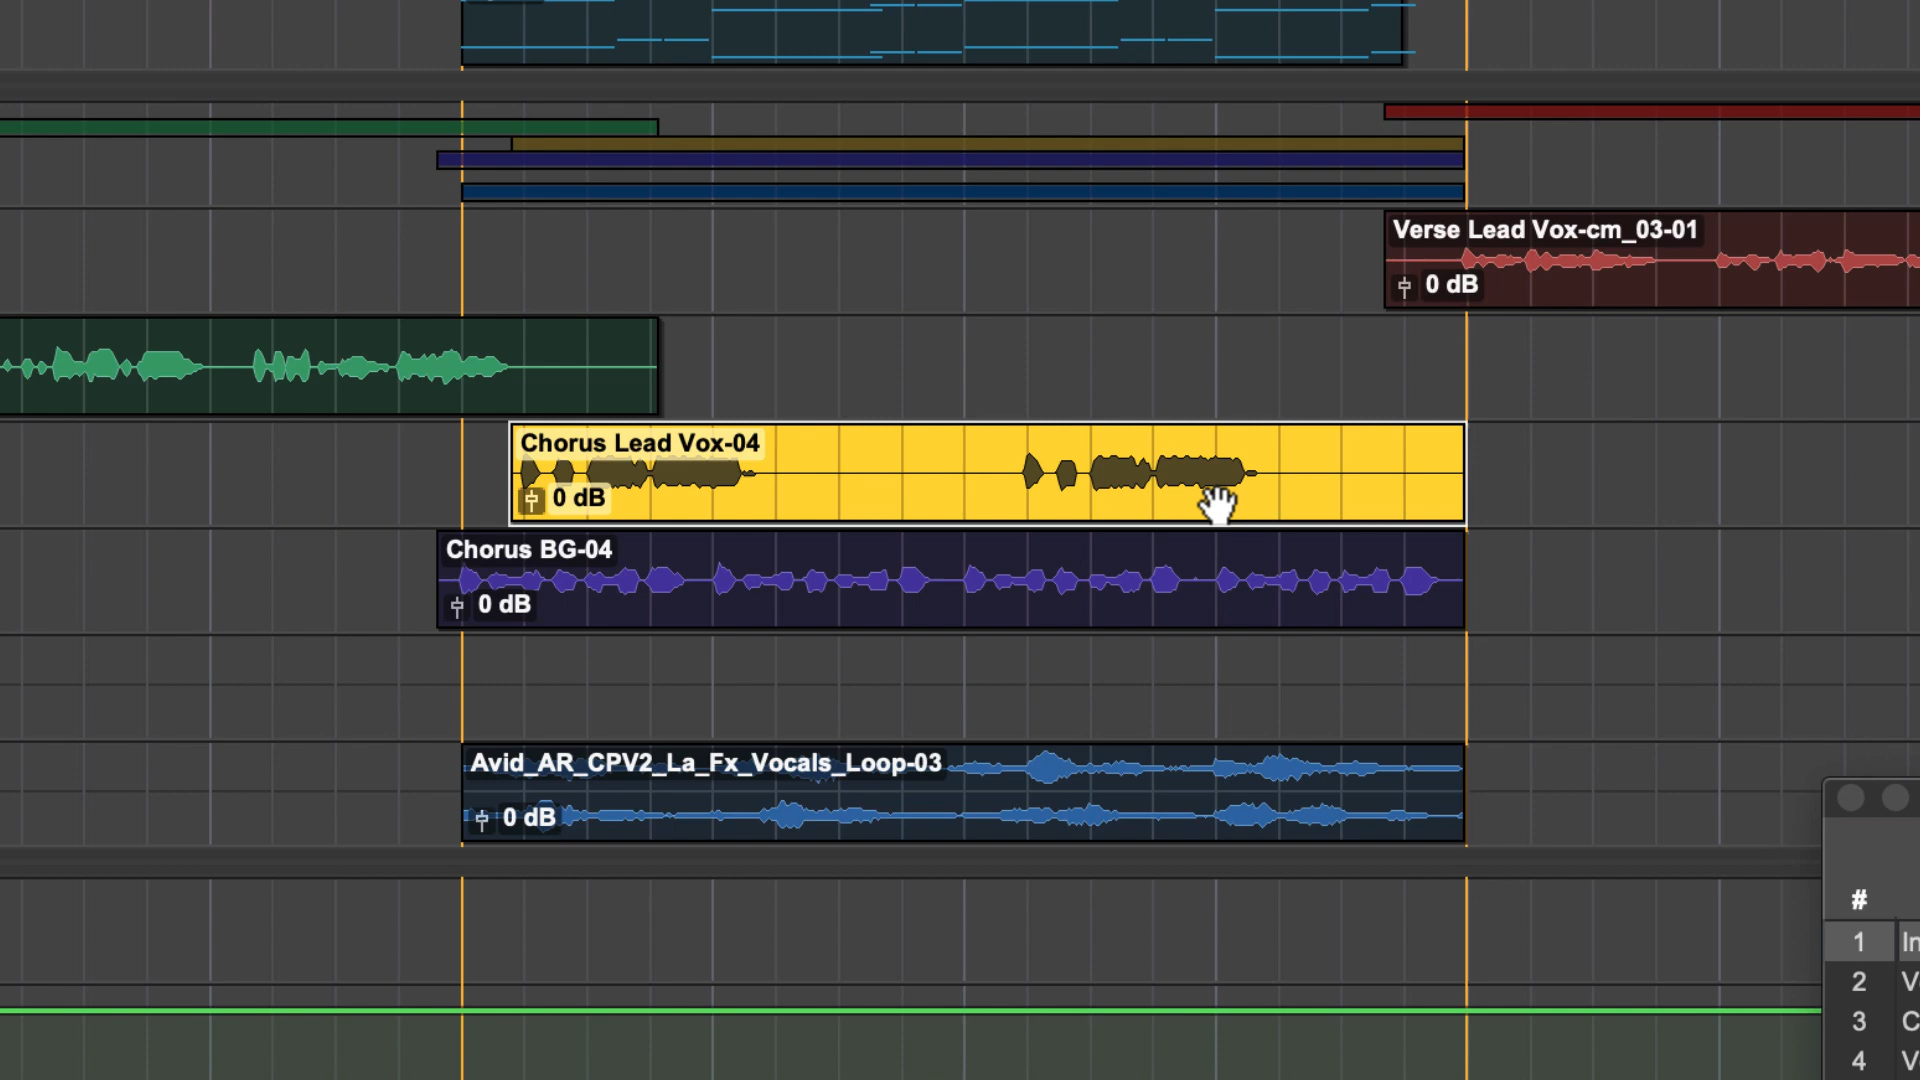 Verse Lead Vox-cm_03-01
0 dB
Chorus Lead Vox-04
0 dB
Chorus BG-04
0 dB
Avid_AR_CPV2_La_Fx_Vocals_Loop-03
0 dB
#
1
2
3
4